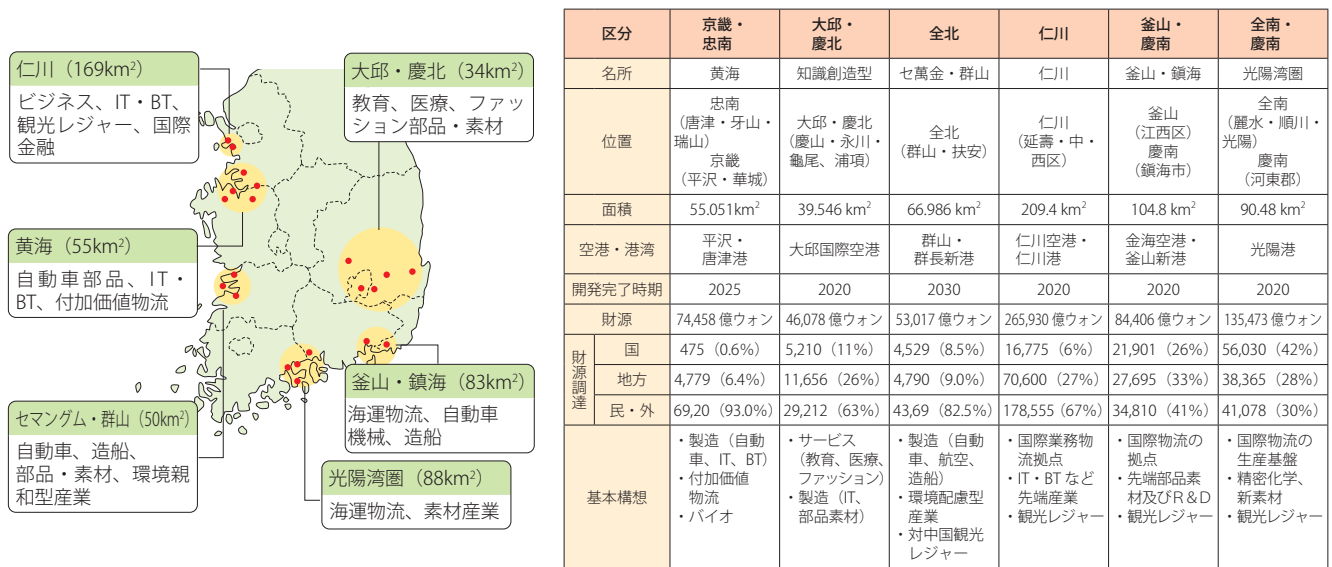 仁川（169km²）
ビジネス、IT・BT、
観光レジャー、国際
金融
大邱・慶北（34km²）
教育、医療、ファッ
ション部品・素材
黄海（55km²）
自動車部品、IT・
BT、付加価値物流
セマングム・群山（50km²）
自動車、造船、
部品・素材、環境親
和型産業
釜山・鎮海（83km²）
海運物流、自動車
機械、造船
光陽湾圏（88km²）
海運物流、素材産業
区分 京畿・忠南 大邱・慶北 全北 仁川 釜山・慶南 全南・慶南
名所 黄海 知識創造型 セ萬金・群山 仁川 釜山・鎮海 光陽湾圏
位置
忠南
（唐津・牙山・
瑞山）
京畿
（平沢・華城）
大邱・慶北
（慶山・永川・
龜尾、浦項）
全北
（群山・扶安）
仁川
（延壽・中・
西区）
釜山
（江西区）
慶南
（鎮海市）
全南
（麗水・順川・
光陽）
慶南
（河東郡）
面積 55.051km² 39.546 km² 66.986 km² 209.4 km² 104.8 km² 90.48 km²
空港・港湾
平沢・
唐津港
大邱国際空港
群山・
群長新港
仁川空港・
仁川港
金海空港・
釜山新港
光陽港
開発完了時期 2025 2020 2030 2020 2020 2020
財源 74,458 億ウォン 46,078 億ウォン 53,017 億ウォン 265,930 億ウォン 84,406 億ウォン 135,473 億ウォン
財源調達
国 475（0.6%） 5,210（11%） 4,529（8.5%） 16,775（6%） 21,901（26%） 56,030（42%）
地方 4,779（6.4%） 11,656（26%） 4,790（9.0%） 70,600（27%） 27,695（33%） 38,365（28%）
民・外 69,20（93.0%） 29,212（63%） 43,69（82.5%） 178,555（67%） 34,810（41%） 41,078（30%）
基本構想
・製造（自動
車、IT、BT）
・付加価値
物流
・バイオ
・サービス
（教育、医療、
ファッション）
・製造（IT、
部品素材）
・製造（自動
車、航空、
造船）
・環境配慮型
産業
・対中国観光
レジャー
・国際業務物
流拠点
・IT・BT など
先端産業
・観光レジャー
・国際物流の
拠点
・先端部品素
材及びR＆D
・観光レジャー
・国際物流の
生産基盤
・精密化学、
新素材
・観光レジャー